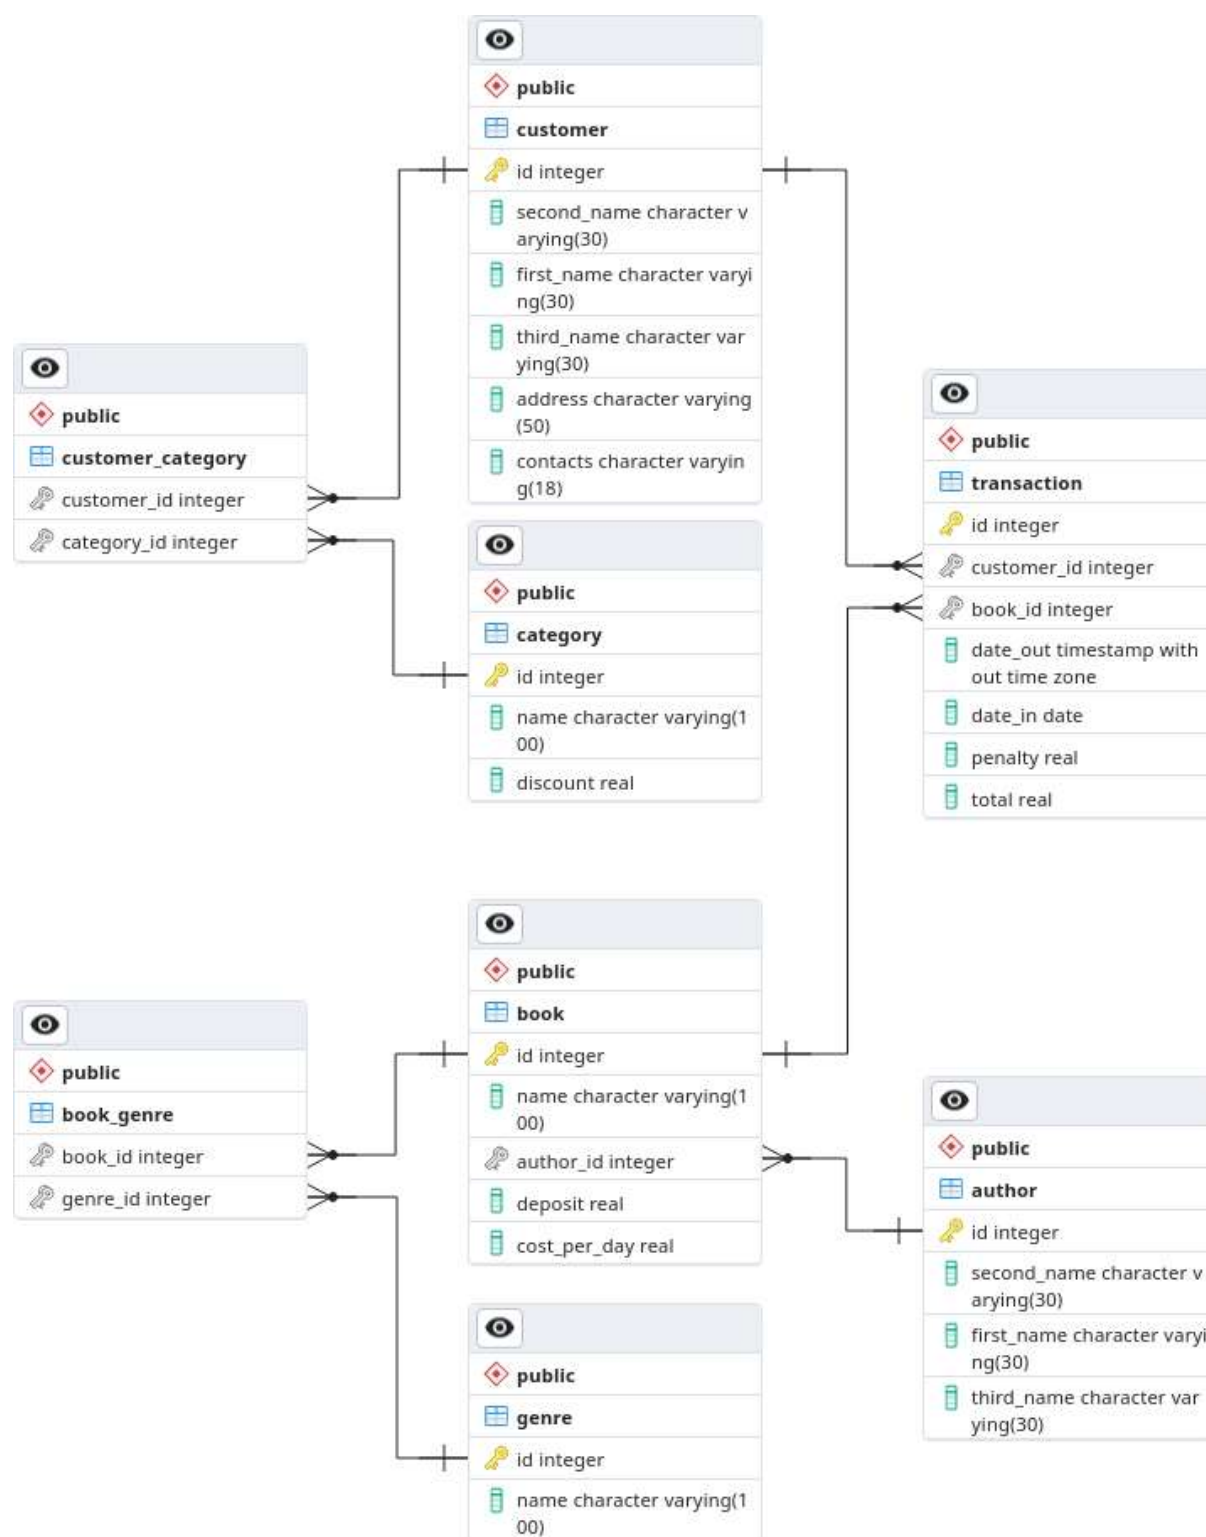 public
customer
id integer
second_name character v
arying(30)
first_name character varyi
ng(30)
third_name character var
ying(30)
address character varying
(50)
contacts character varyin
g(18)
public
customer_category
customer_id integer
category_id integer
public
category
id integer
name character varying(1
00)
discount real
public
transaction
id integer
customer_id integer
book_id integer
date_out timestamp with
out time zone
date_in date
penalty real
total real
public
book
id integer
name character varying(1
00)
author_id integer
deposit real
cost_per_day real
public
book_genre
book_id integer
genre_id integer
public
author
id integer
second_name character v
arying(30)
first_name character varyi
ng(30)
third_name character var
ying(30)
public
genre
id integer
name character varying(1
00)